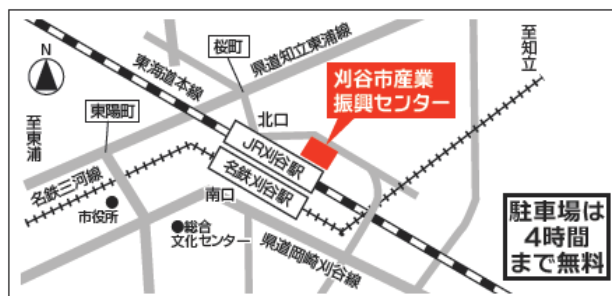 N
桜町
県道知立東浦線
至知立
東海道本線
刈谷市産業
振興センター
東陽町
北口
至東浦
JR刈谷駅
名鉄刈谷駅
名鉄三河線
南口
市役所
総合
文化センター
県道岡崎刈谷線
駐車場は
4時間
まで無料